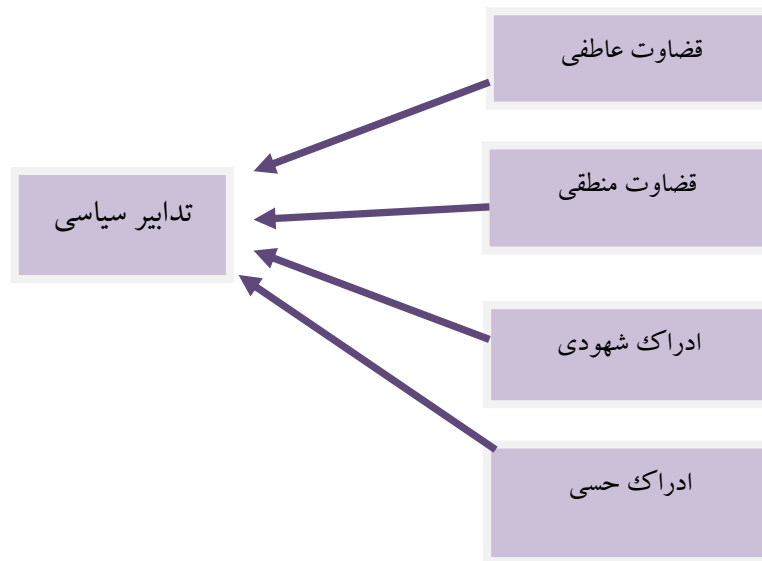 قضاوت عاطفی
قضاوت منطقی
تدابیر سیاسی
ادراک شهودی
ادراک حسی